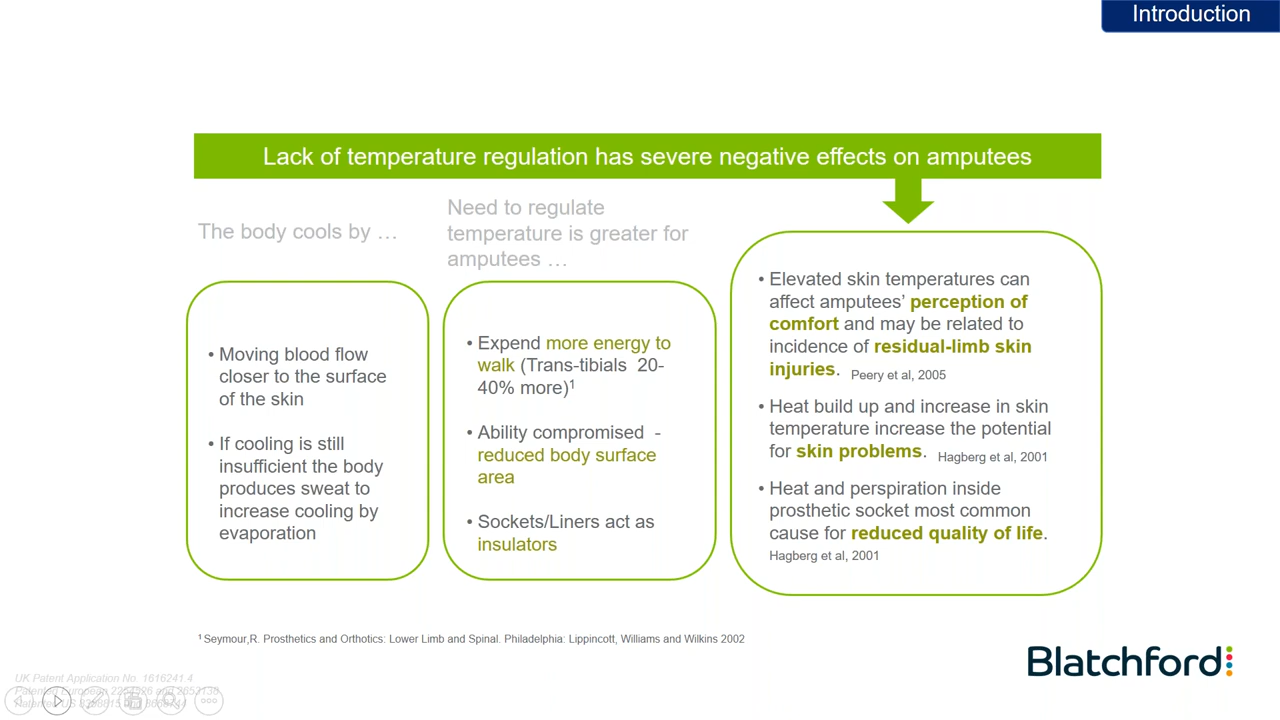 Introduction
Lack of temperature regulation has severe negative effects on amputees
The body cools by …
• Moving blood flow
closer to the surface
of the skin
• If cooling is still
insufficient the body
produces sweat to
increase cooling by
evaporation
Need to regulate
temperature is greater for
amputees …
• Expend more energy to
walk (Trans-tibials 20-
40% more)¹
• Ability compromised -
reduced body surface
area
• Sockets/Liners act as
insulators
• Elevated skin temperatures can
affect amputees’ perception of
comfort and may be related to
incidence of residual-limb skin
injuries. Peery et al, 2005
• Heat build up and increase in skin
temperature increase the potential
for skin problems. Hagberg et al, 2001
• Heat and perspiration inside
prosthetic socket most common
cause for reduced quality of life.
Hagberg et al, 2001
¹ Seymour,R. Prosthetics and Orthotics: Lower Limb and Spinal. Philadelphia: Lippincott, Williams and Wilkins 2002
Blatchford
UK Patent Application No. 1616241.4
Patented European and
Patented US and